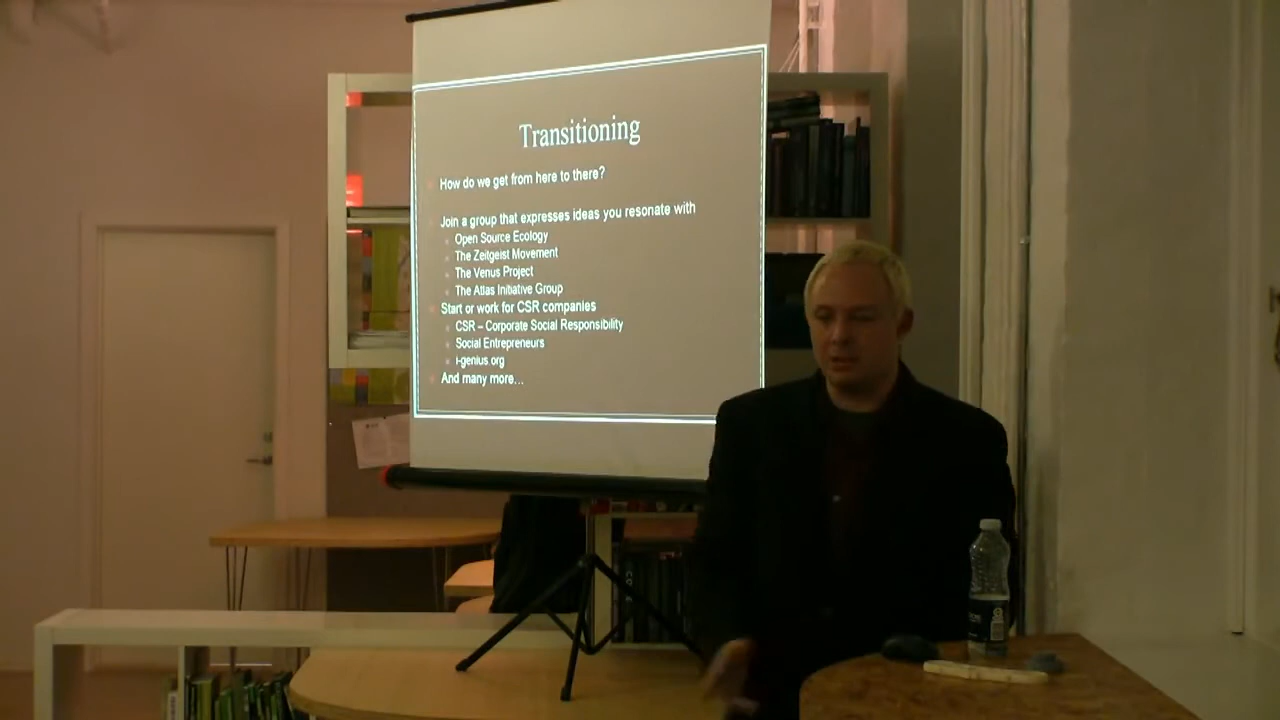 Transitioning
How do we get from here to there?
Join a group that expresses ideas you resonate with
Open Source Ecology
The Zeitgeist Movement
The Venus Project
The Atlas Initiative Group
Start or work for CSR companies
CSR – Corporate Social Responsibility
Social Entrepreneurs
i-genius.org
And many more...